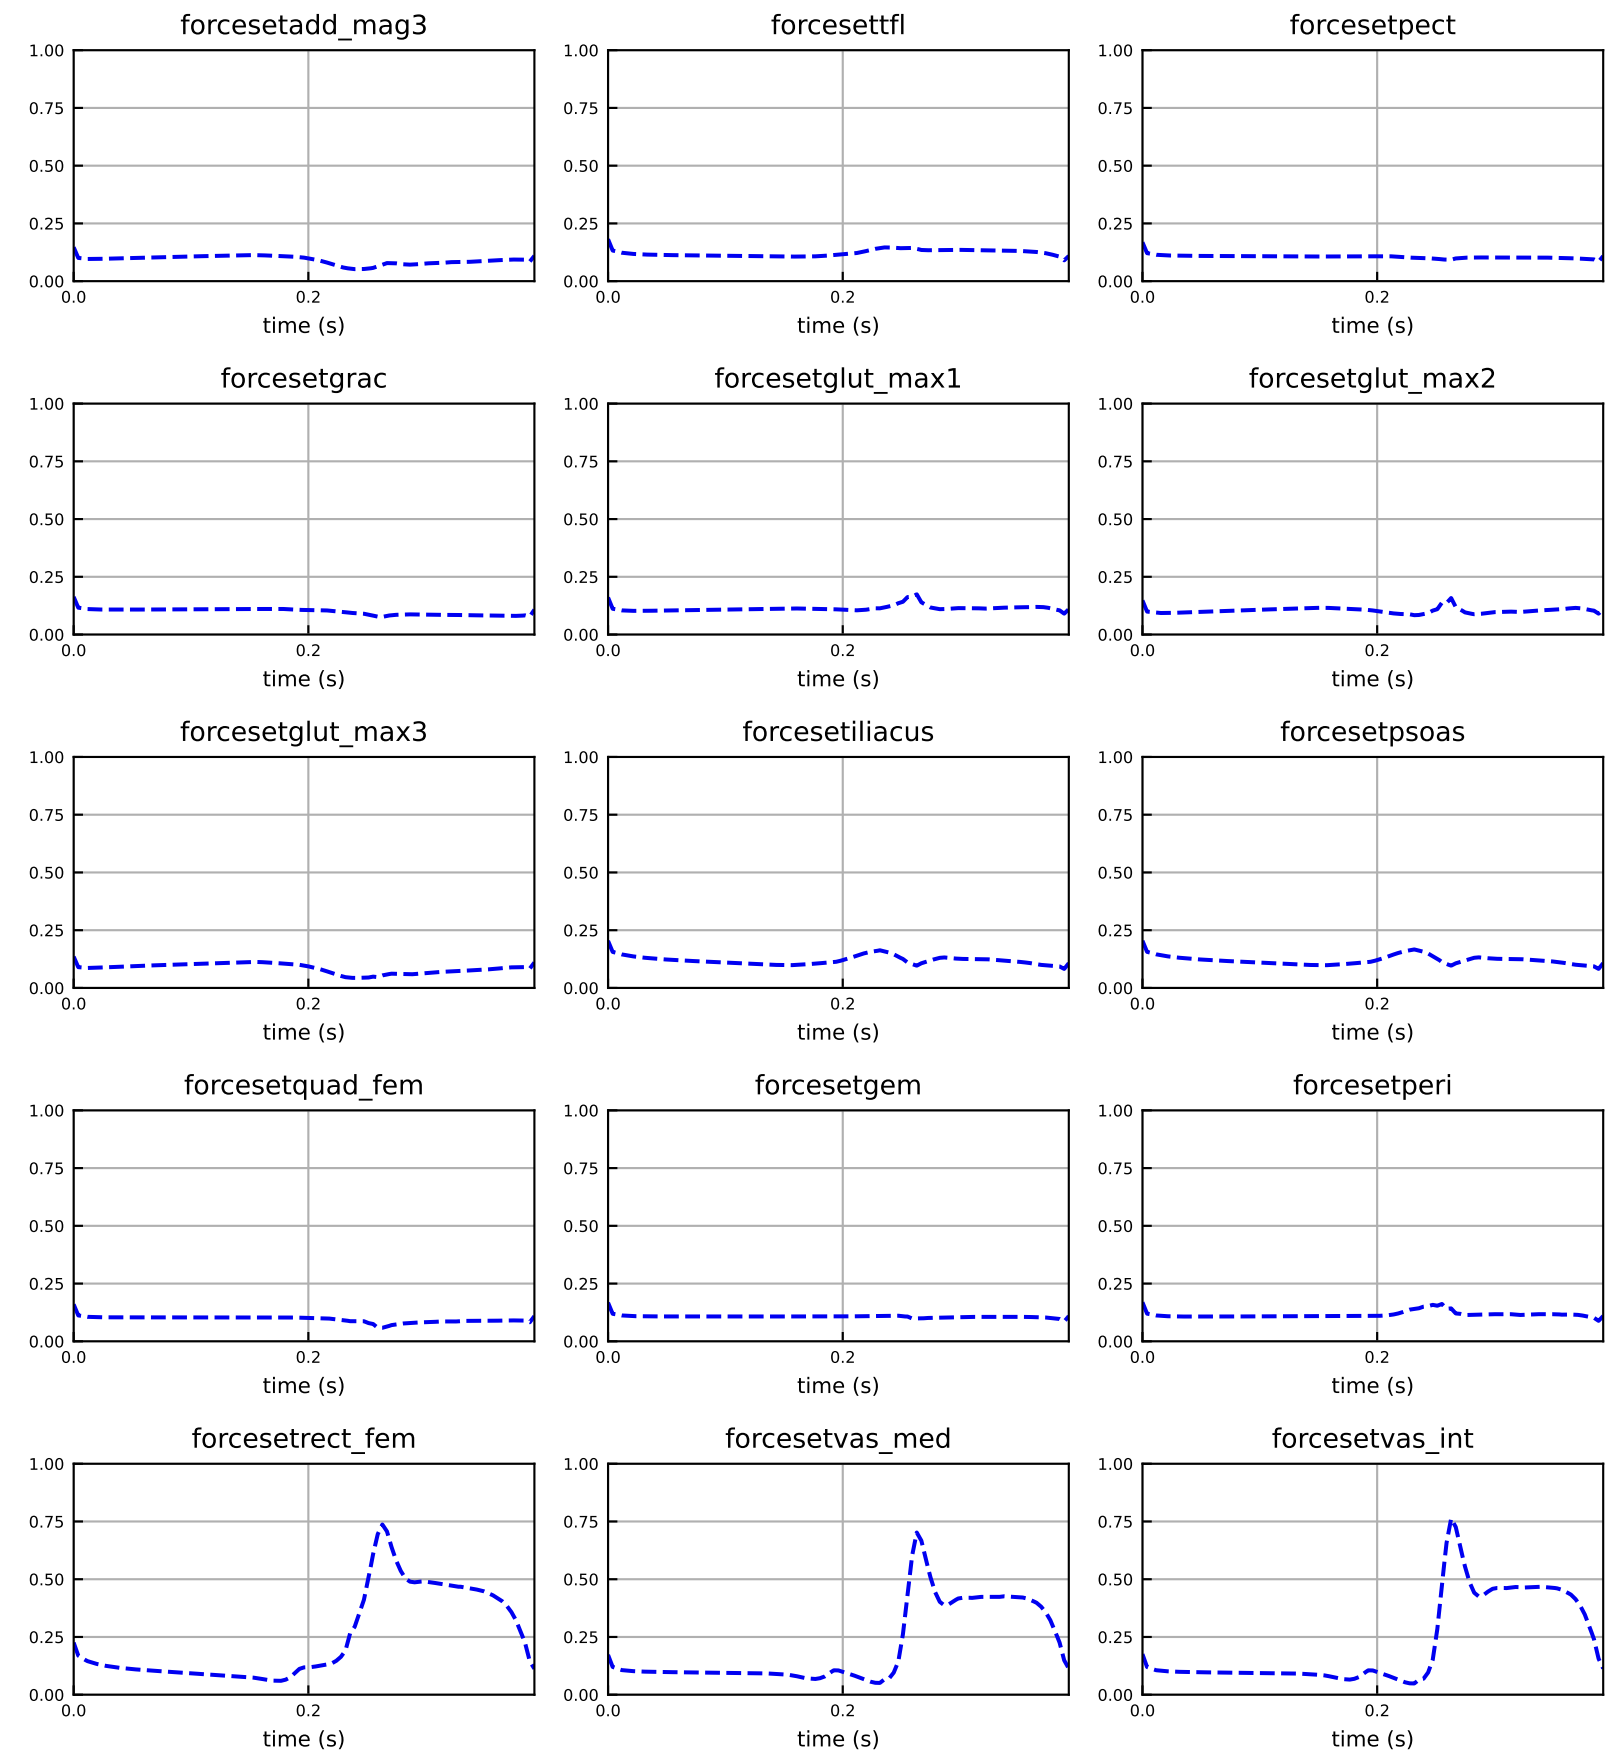 forcesetadd_mag3 forcesettfl forcesetpect
1.00 1.00 1.00
0.75 0.75 0.75
0.50 0.50 0.50
0.25 0.25 0.25
0.00 0.00 0.00
0.0 0.2 0.0 0.2 0.0 0.2
time (s) time (s) time (s)
forcesetgrac forcesetglut_max1 forcesetglut_max2
1.00 1.00 1.00
0.75 0.75 0.75
0.50 0.50 0.50
0.25 0.25 0.25
0.00 0.00 0.00
0.0 0.2 0.0 0.2 0.0 0.2
time (s) time (s) time (s)
forcesetglut_max3 forcesetiliacus forcesetpsoas
1.00 1.00 1.00
0.75 0.75 0.75
0.50 0.50 0.50
0.25 0.25 0.25
0.00 0.00 0.00
0.0 0.2 0.0 0.2 0.0 0.2
time (s) time (s) time (s)
forcesetquad_fem forcesetgem forcesetperi
1.00 1.00 1.00
0.75 0.75 0.75
0.50 0.50 0.50
0.25 0.25 0.25
0.00 0.00 0.00
0.0 0.2 0.0 0.2 0.0 0.2
time (s) time (s) time (s)
forcesetrect_fem forcesetvas_med forcesetvas_int
1.00 1.00 1.00
0.75 0.75 0.75
0.50 0.50 0.50
0.25 0.25 0.25
0.00 0.00 0.00
0.0 0.2 0.0 0.2 0.0 0.2
time (s) time (s) time (s)